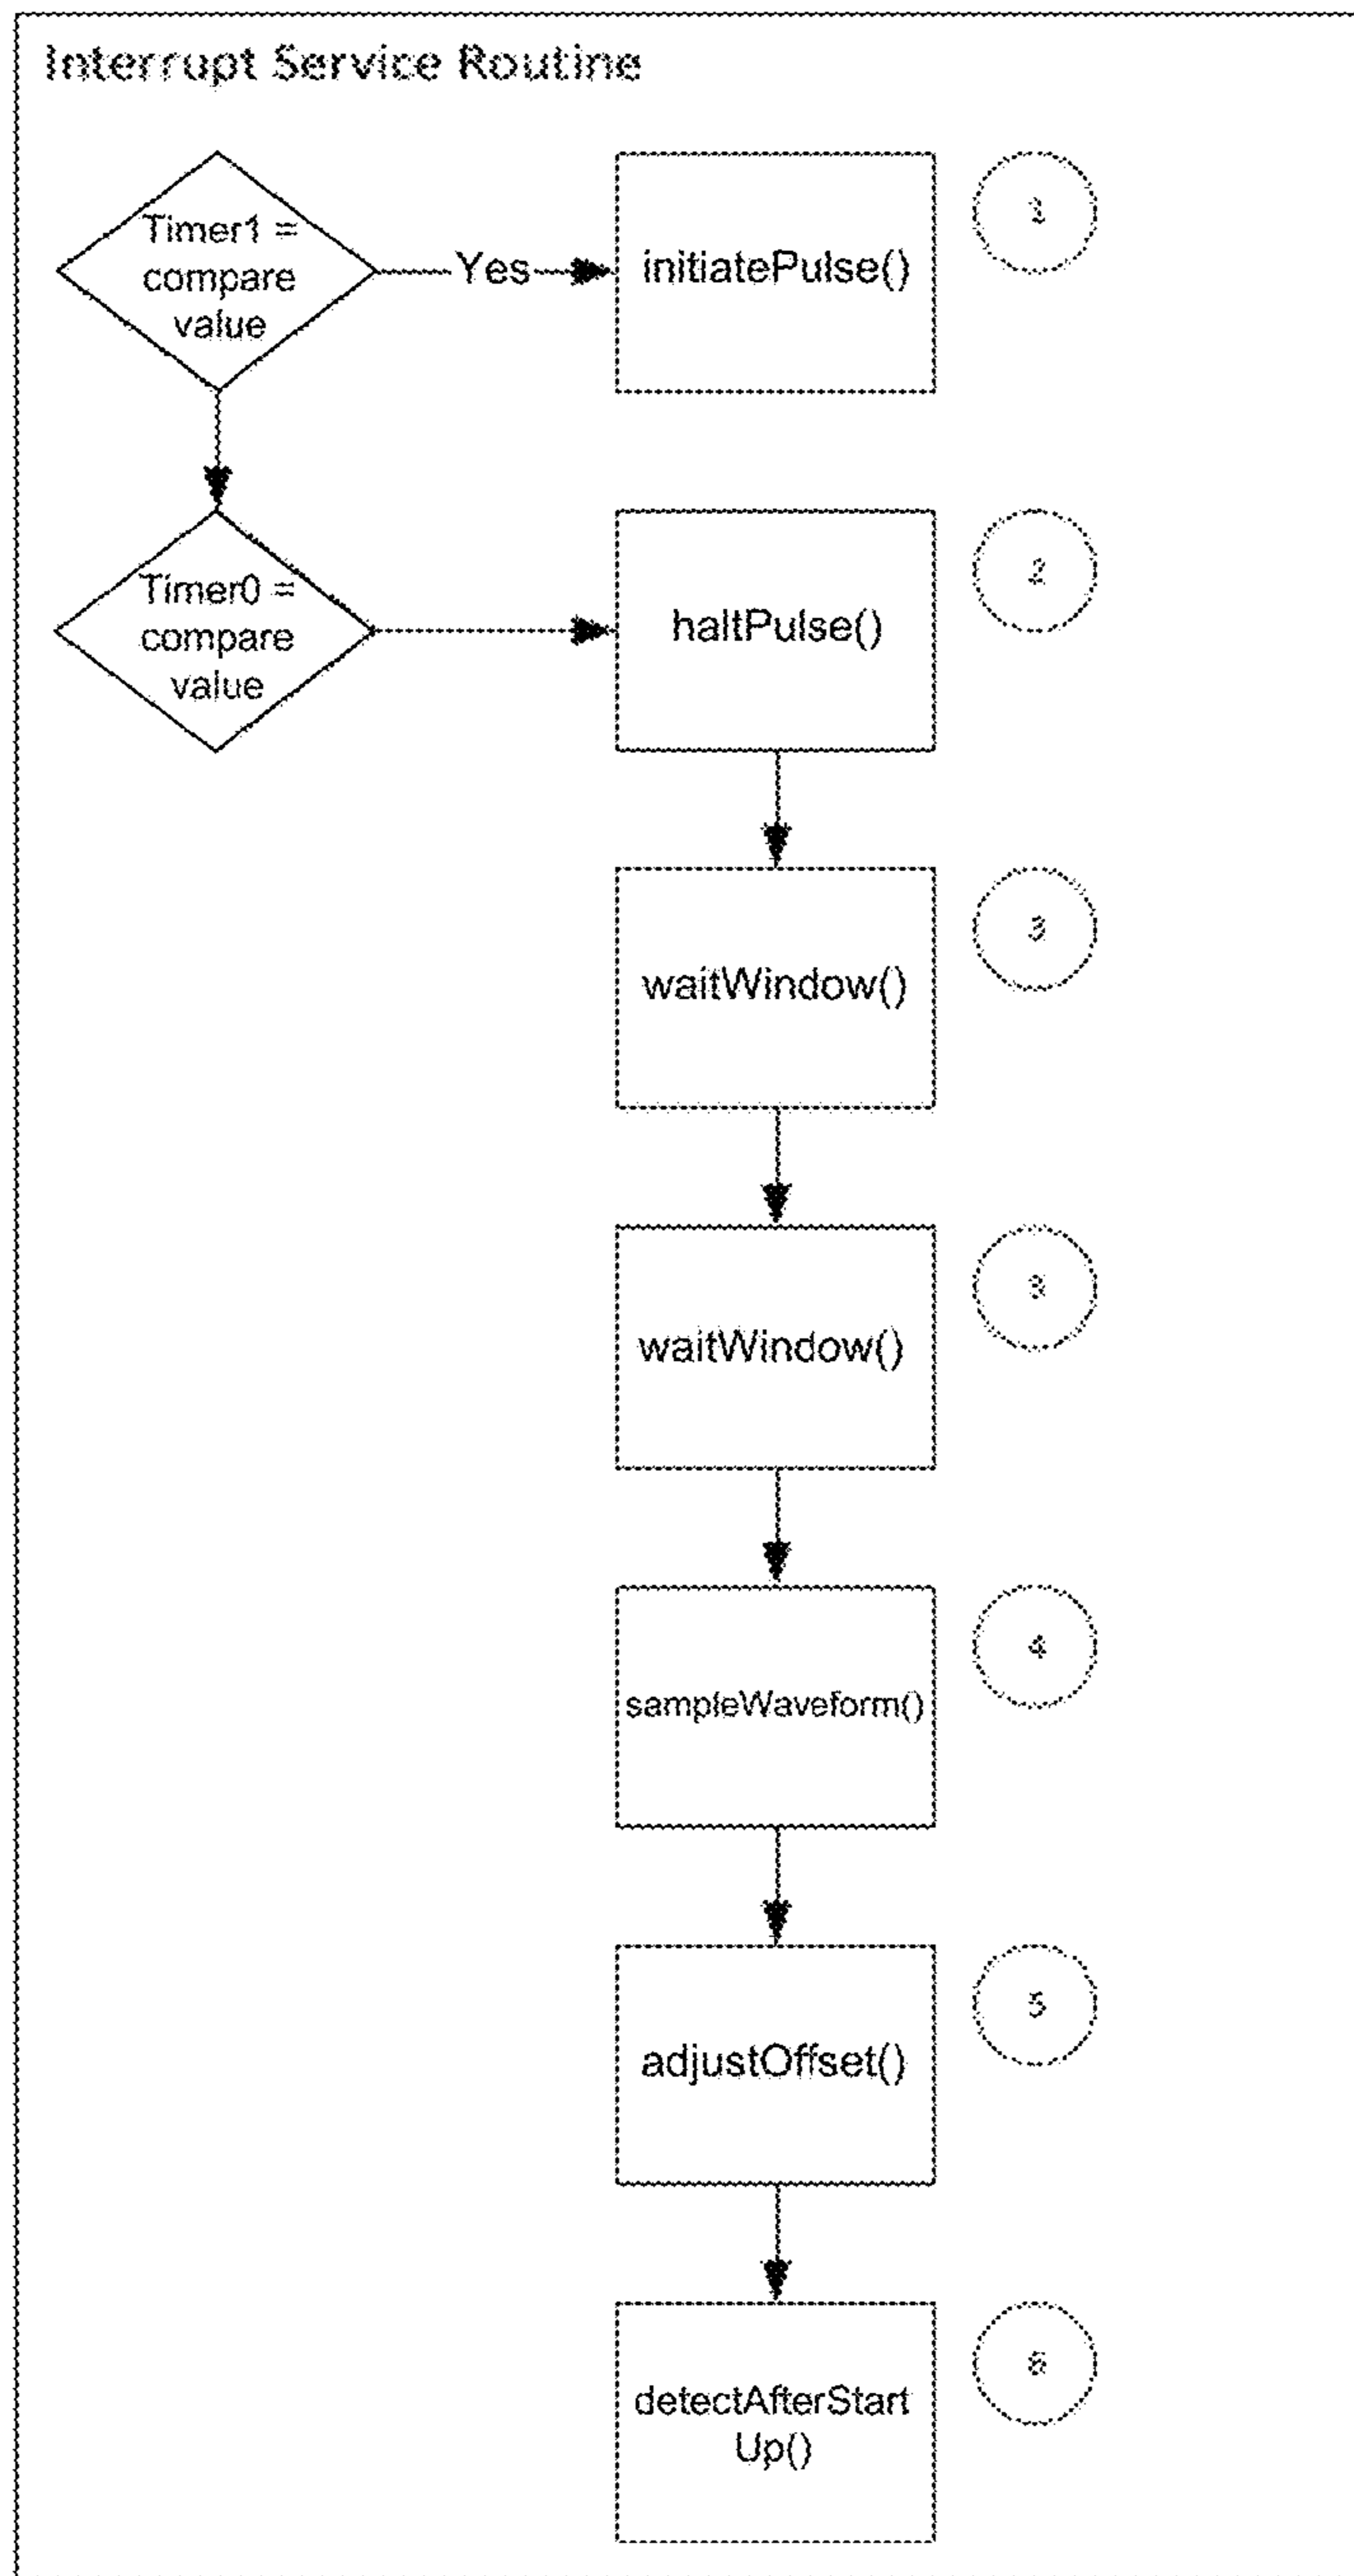 Interrupt Service Routine
Timer1 =
compare
value
Yes
initiatePulse()
1
Timer0 =
compare
value
haltPulse()
2
waitWindow()
3
waitWindow()
3
sampleWaveform()
4
adjustOffset()
5
detectAfterStart
Up()
6